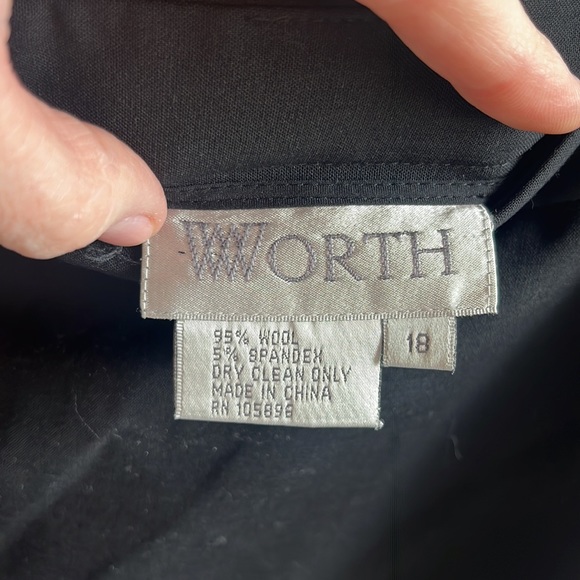 WORTH
95% WOOL
5% SPANDEX
DRY CLEAN ONLY
MADE IN CHINA
RN 105898
18